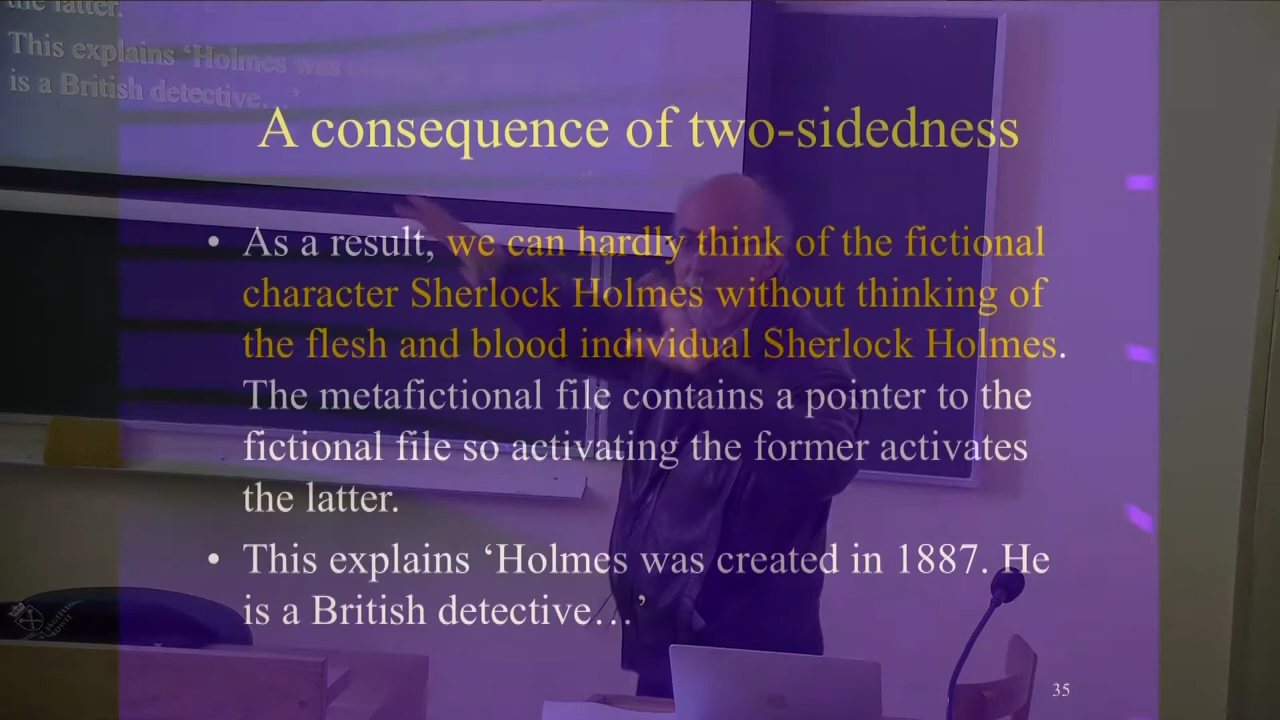 the latter.
This explains ‘Holmes was
is a British detective…’
A consequence of two-sidedness
• As a result, we can hardly think of the fictional
character Sherlock Holmes without thinking of
the flesh and blood individual Sherlock Holmes.
The metafictional file contains a pointer to the
fictional file so activating the former activates
the latter.
• This explains ‘Holmes was created in 1887. He
is a British detective…’
35